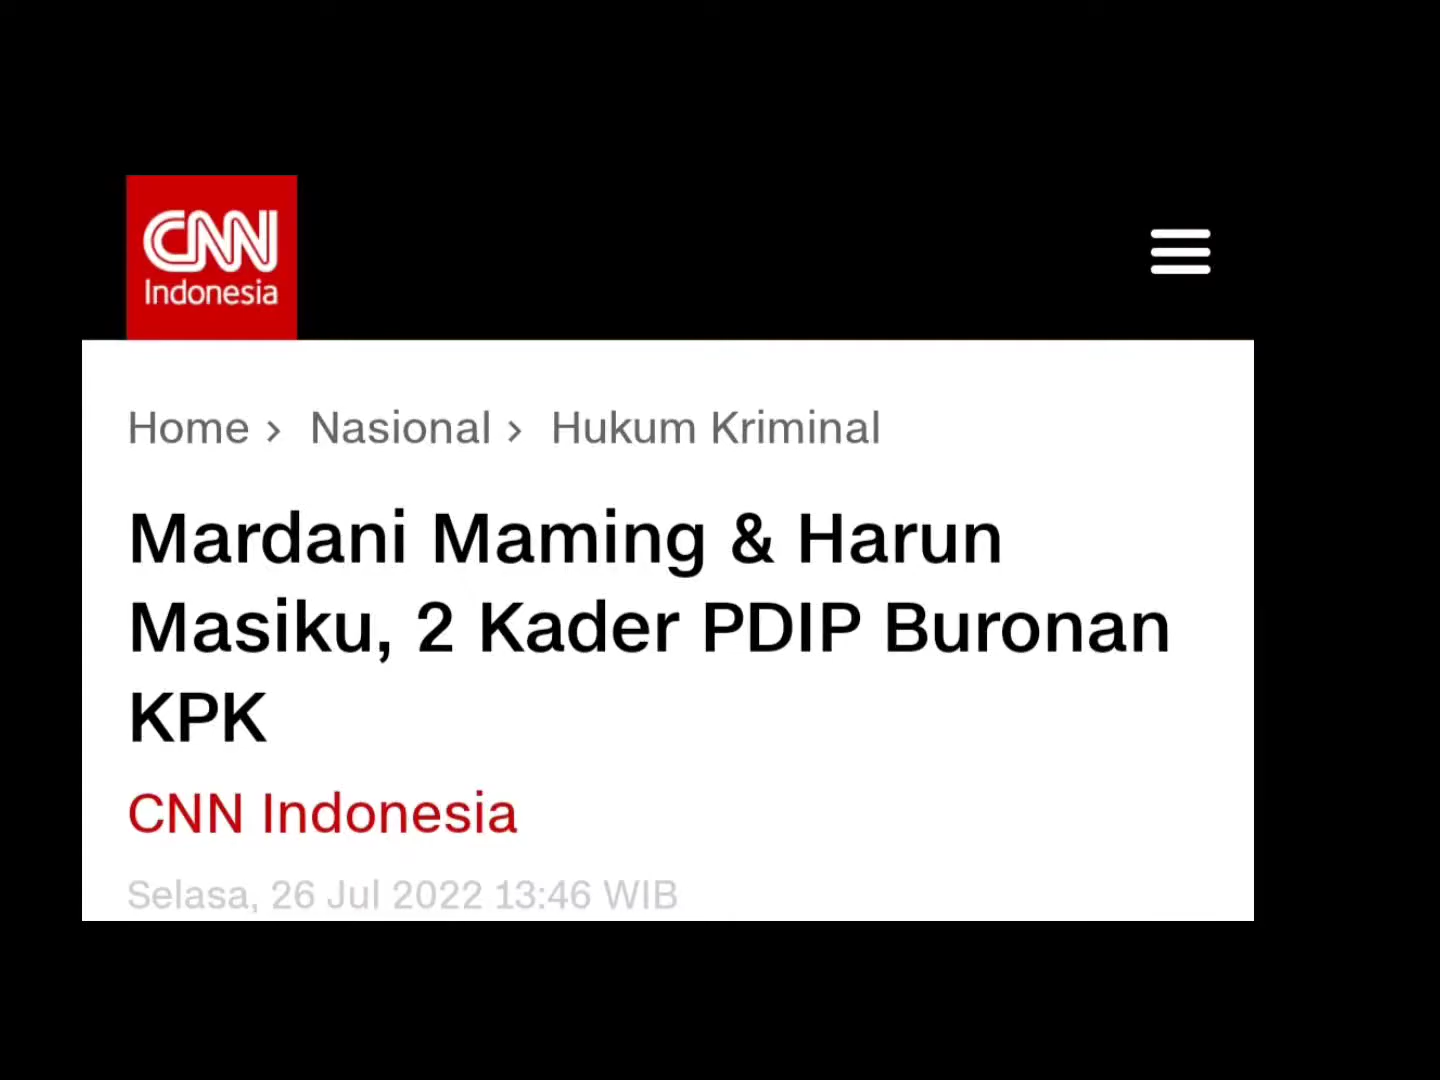 CNN
Indonesia
Home › Nasional › Hukum Kriminal
Mardani Maming & Harun
Masiku, 2 Kader PDIP Buronan
KPK
CNN Indonesia
Selasa, 26 Jul 2022 13:46 WIB